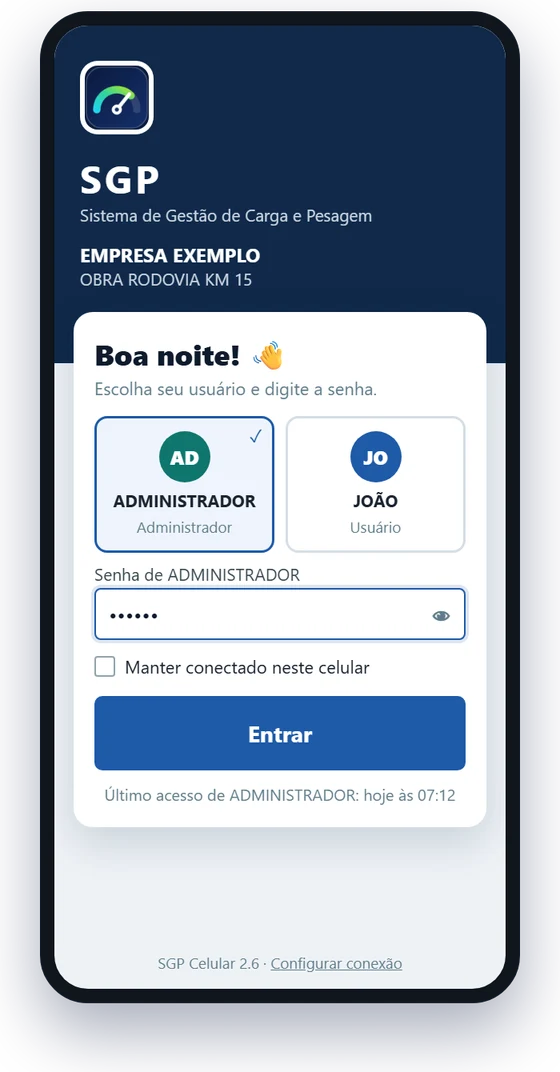 SGP
Sistema de Gestão de Carga e Pesagem
EMPRESA EXEMPLO
OBRA RODOVIA KM 15
Boa noite! 👋
Escolha seu usuário e digite a senha.
AD
✓
ADMINISTRADOR
Administrador
JO
JOÃO
Usuário
Senha de ADMINISTRADOR
••••••
Manter conectado neste celular
Entrar
Último acesso de ADMINISTRADOR: hoje às 07:12
SGP Celular 2.6 · Configurar conexão